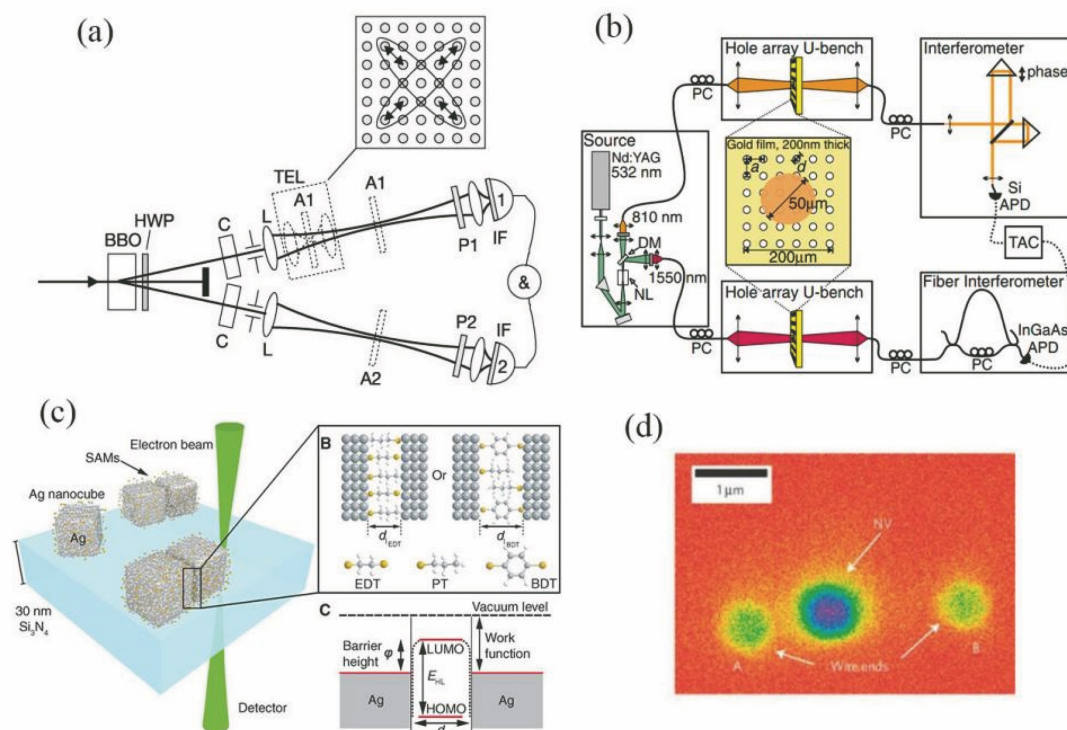 (a)
TEL
A1
A1
BBO
HWP
C
L
P1
IF
1
&
C
L
A2
P2
IF
2
(b)
Hole array U-bench
Interferometer
PC
PC
phase
Source
Nd:YAG
532 nm
Gold film, 200nm thick
a
d
50μm
200μm
810 nm
DM
1550 nm
NL
Si
APD
TAC
Hole array U-bench
Fiber Interferometer
PC
PC
PC
InGaAs
APD
(c)
Electron beam
SAMs
Ag nanocube
Ag
30 nm
Si₃N₄
Detector
B
Or
d EDT
d BDT
EDT
PT
BDT
C
Vacuum level
Barrier
height
φ
LUMO
Work
function
E HL
Ag
HOMO
Ag
d
(d)
1μm
NV
A
Wire ends
B